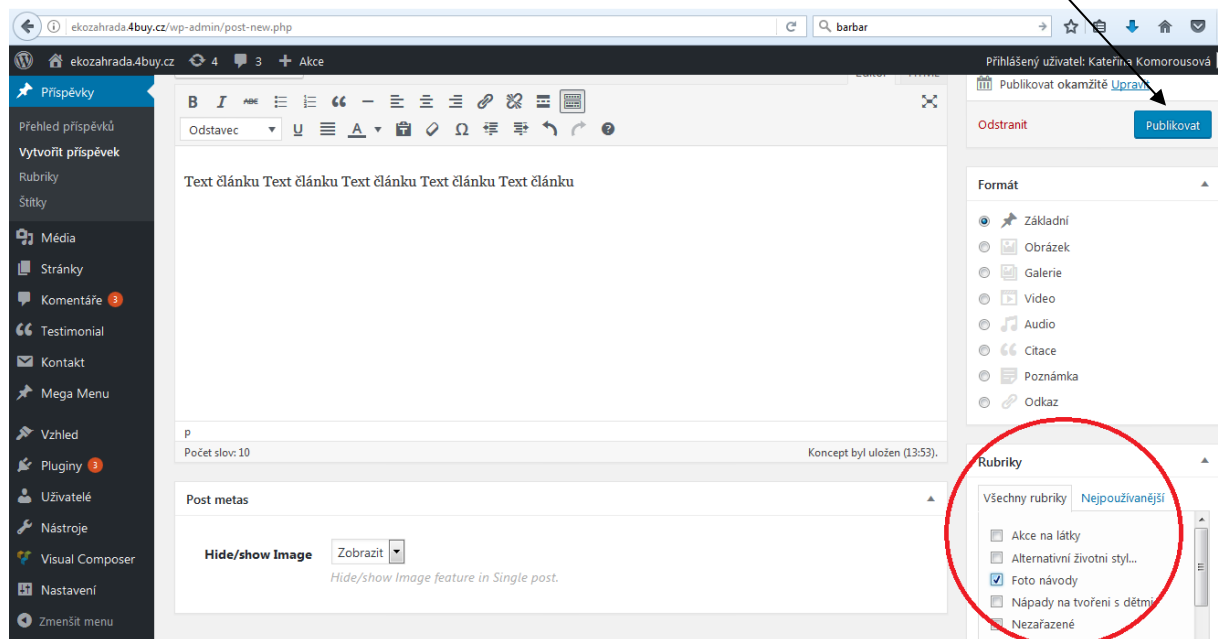 ekozahrada.4buy.cz/wp-admin/post-new.php
barbar
ekozahrada.4buy.cz 4 3 + Akce
Přihlášený uživatel: Kateřina Komorousová
Příspěvky
Přehled příspěvků
Vytvořit příspěvek
Rubriky
Štítky
Média
Stránky
Komentáře 3
Testimonial
Kontakt
Mega Menu
Vzhled
Pluginy 3
Uživatelé
Nástroje
Visual Composer
Nastavení
Zmenšit menu
B I ABE
Odstavec U A Ω
Text článku Text článku Text článku Text článku Text článku
p
Počet slov: 10
Koncept byl uložen (13:53).
Post metas
Hide/show Image Zobrazit
Hide/show Image feature in Single post.
Publikovat okamžitě Upravit
Odstranit
Publikovat
Formát
Základní
Obrázek
Galerie
Video
Audio
Citace
Poznámka
Odkaz
Rubriky
Všechny rubriky Nejpoužívanější
Akce na látky
Alternativní životni styl...
Foto návody
Nápady na tvořeni s dětmi
Nezařazené